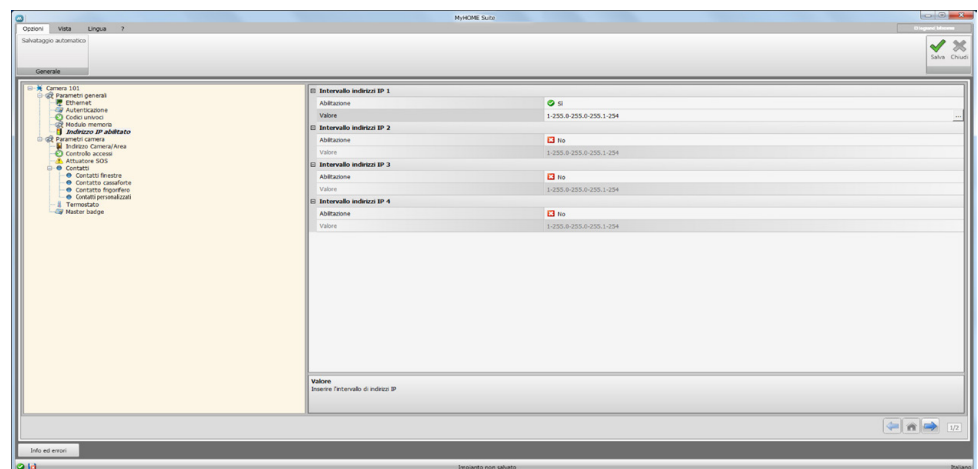 MyHOME Suite
Opzioni Vista Lingua ?
Salvataggio automatico
Generale
Salva Chiudi
Camera 101
Parametri generali
Ethernet
Autenticazione
Codici univoci
Modulo memoria
Indirizzo IP abilitato
Parametri camera
Indirizzo Camera/Area
Controllo accessi
Attuatore SOS
Contatti
Contatti finestre
Contatto cassaforte
Contatto frigorifero
Contatti personalizzati
Termostato
Master badge
Intervallo indirizzi IP 1
Abilitazione Sì
Valore 1-255.0-255.0-255.1-254 ...
Intervallo indirizzi IP 2
Abilitazione No
Valore 1-255.0-255.0-255.1-254
Intervallo indirizzi IP 3
Abilitazione No
Valore 1-255.0-255.0-255.1-254
Intervallo indirizzi IP 4
Abilitazione No
Valore 1-255.0-255.0-255.1-254
Valore
Inserire l'intervallo di indirizzi IP
1/2
Info ed errori
Impianto non salvato
Italiano